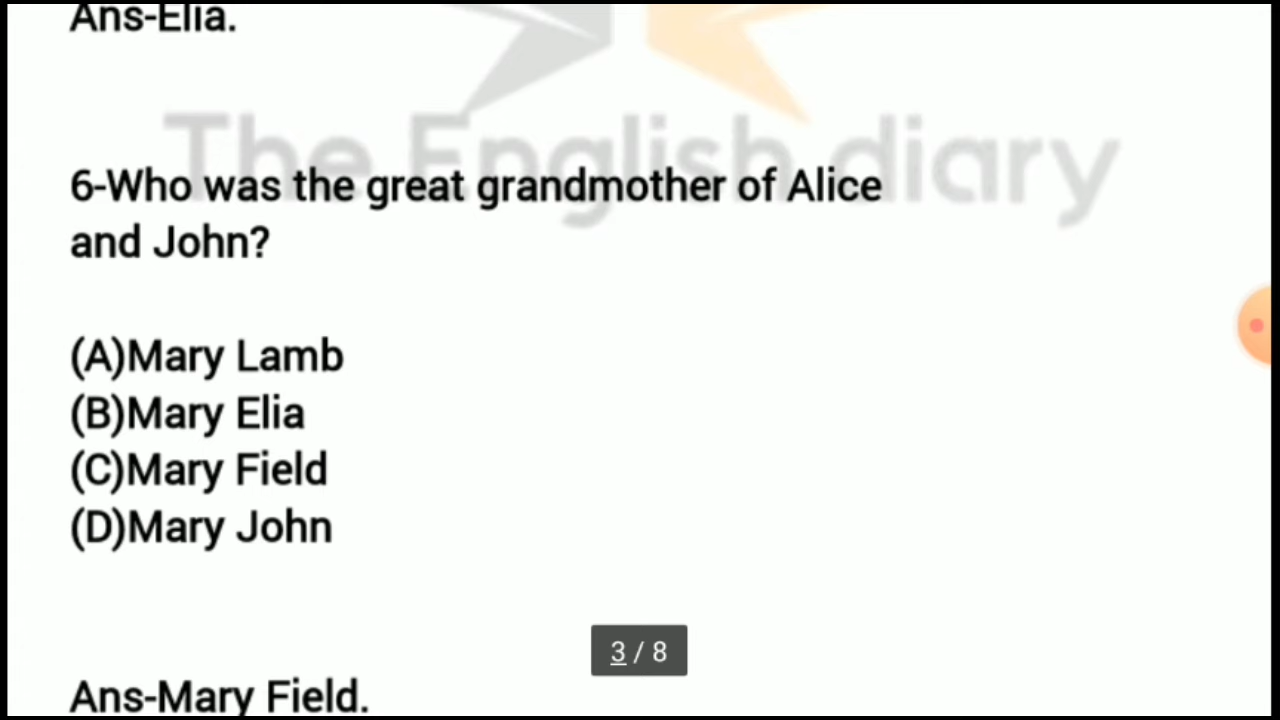 Ans-Elia.
The English diary
6-Who was the great grandmother of Alice
and John?
(A)Mary Lamb
(B)Mary Elia
(C)Mary Field
(D)Mary John
3 / 8
Ans-Mary Field.